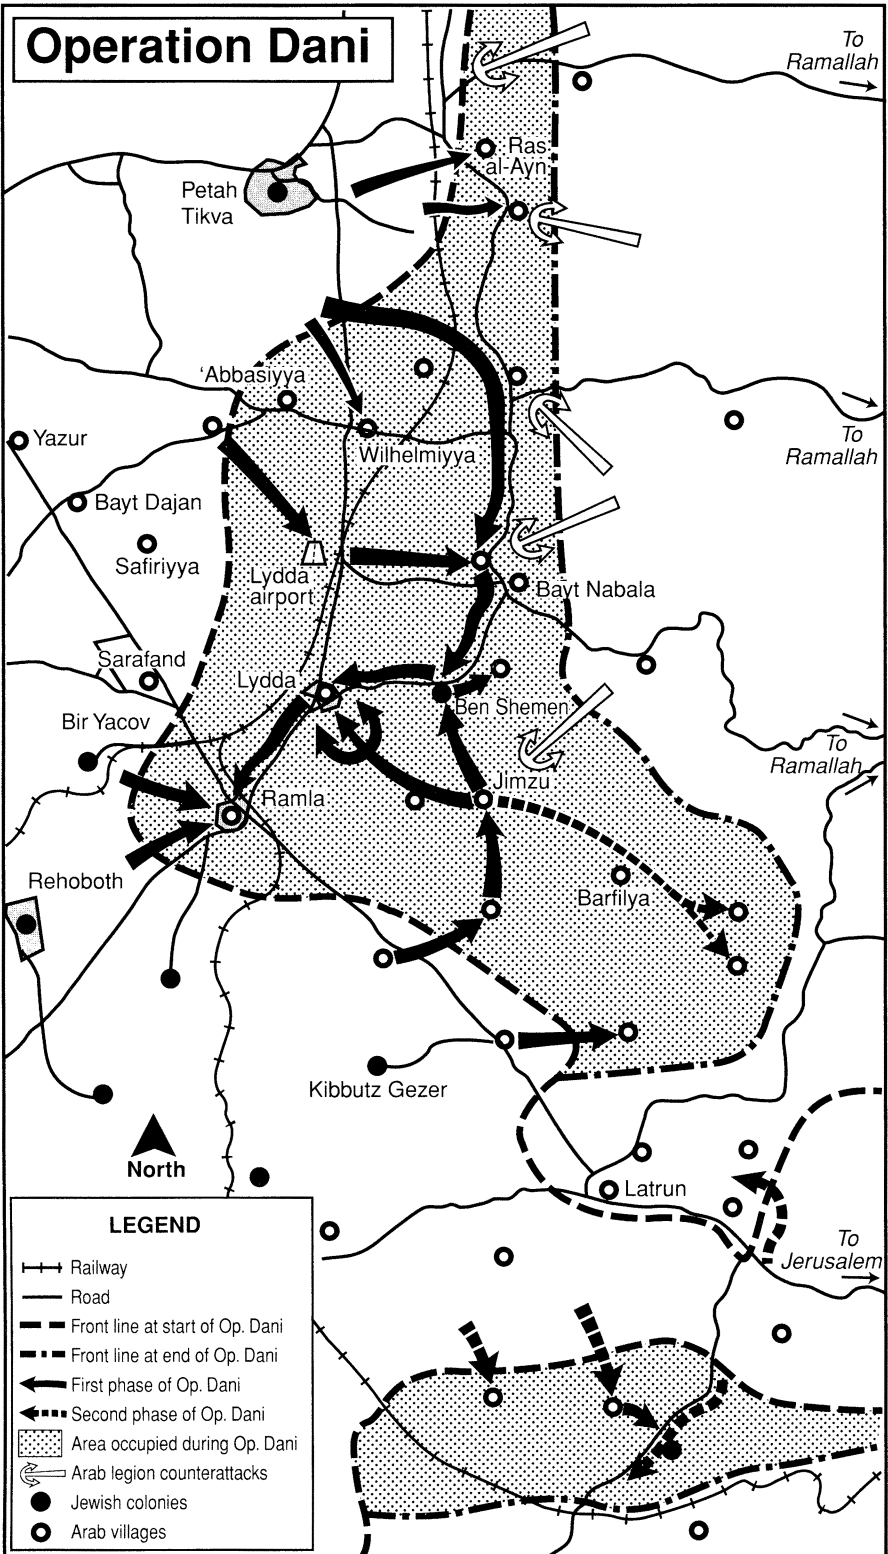 Operation Dani
To
Ramallah
Ras
al-Ayn
Petah
Tikva
'Abbasiyya
Yazur
Wilhelmiyya
To
Ramallah
Bayt Dajan
Safiriyya
Lydda
airport
Bayt Nabala
Sarafand
Lydda
Ben Shemen
Bir Yacov
To
Ramallah
Jimzu
Ramla
Rehoboth
Barfilya
Kibbutz Gezer
North
Latrun
To
Jerusalem
LEGEND
Railway
Road
Front line at start of Op. Dani
Front line at end of Op. Dani
First phase of Op. Dani
Second phase of Op. Dani
Area occupied during Op. Dani
Arab legion counterattacks
Jewish colonies
Arab villages